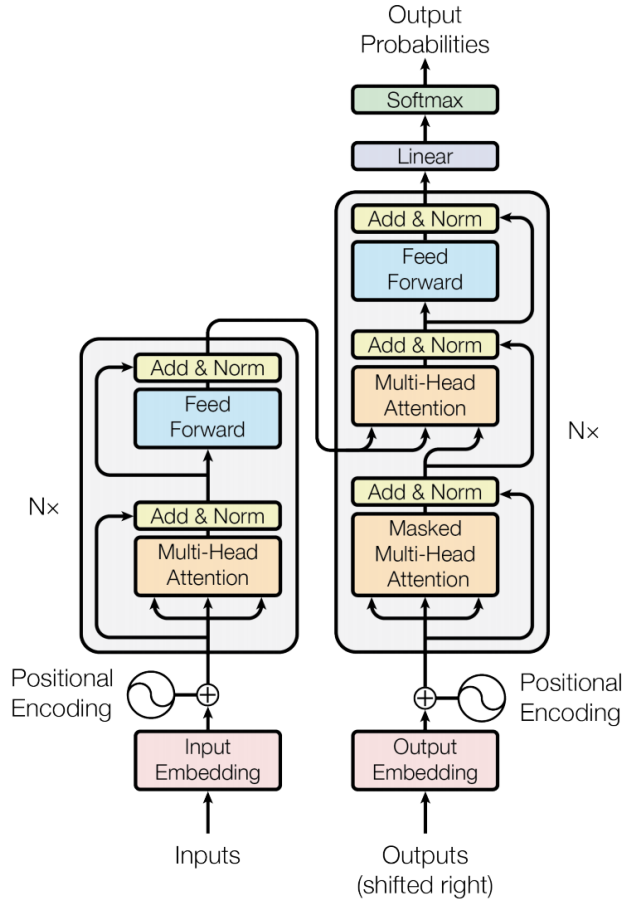 Output
Probabilities
Softmax
Linear
Add & Norm
Feed
Forward
Add & Norm
Multi-Head
Attention
Add & Norm
Masked
Multi-Head
Attention
N×
Add & Norm
Feed
Forward
Add & Norm
Multi-Head
Attention
N×
Positional
Encoding
Positional
Encoding
Input
Embedding
Output
Embedding
Inputs
Outputs
(shifted right)